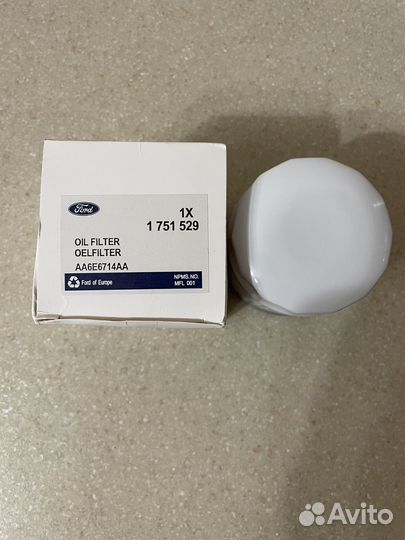 Ford
1X
1 751 529
OIL FILTER
OELFILTER
AA6E6714AA
Ford of Europe
NPMS.NO.
MFL 001
Avito